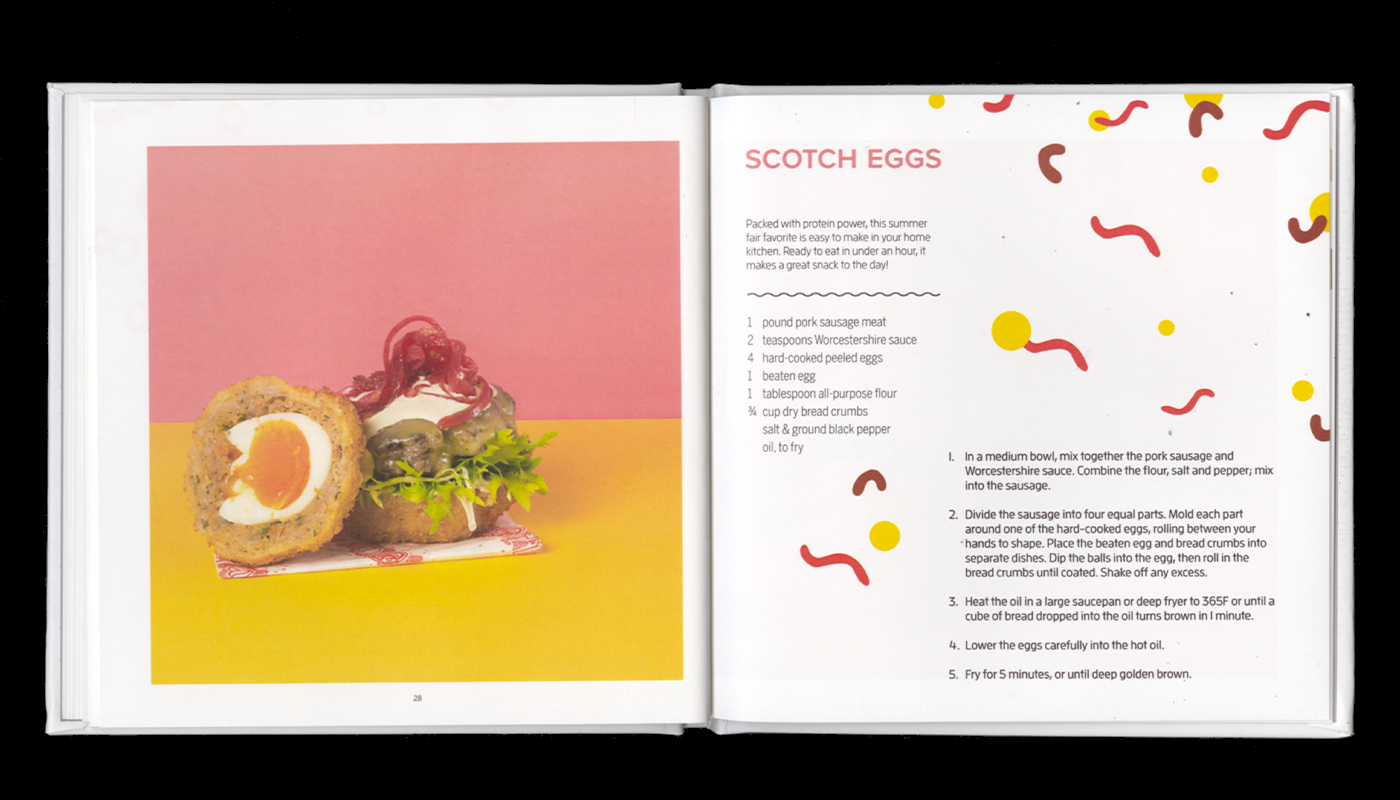 SCOTCH EGGS
Packed with protein power, this summer
fair favorite is easy to make in your home
kitchen. Ready to eat in under an hour, it
makes a great snack to the day!
1 pound pork sausage meat
2 teaspoons Worcestershire sauce
4 hard-cooked peeled eggs
1 beaten egg
1 tablespoon all-purpose flour
¾ cup dry bread crumbs
salt & ground black pepper
oil, to fry
1. In a medium bowl, mix together the pork sausage and
Worcestershire sauce. Combine the flour, salt and pepper; mix
into the sausage.
2. Divide the sausage into four equal parts. Mold each part
around one of the hard-cooked eggs, rolling between your
hands to shape. Place the beaten egg and bread crumbs into
separate dishes. Dip the balls into the egg, then roll in the
bread crumbs until coated. Shake off any excess.
3. Heat the oil in a large saucepan or deep fryer to 365F or until a
cube of bread dropped into the oil turns brown in 1 minute.
4. Lower the eggs carefully into the hot oil.
5. Fry for 5 minutes, or until deep golden brown.
28